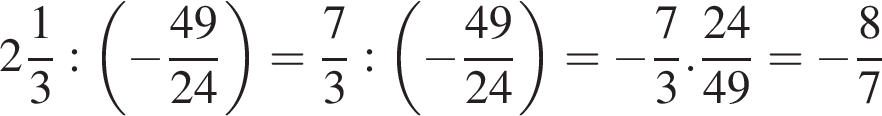 2 1/3 : (− 49/24) = 7/3 : (− 49/24) = − 7/3 . 24/49 = − 8/7